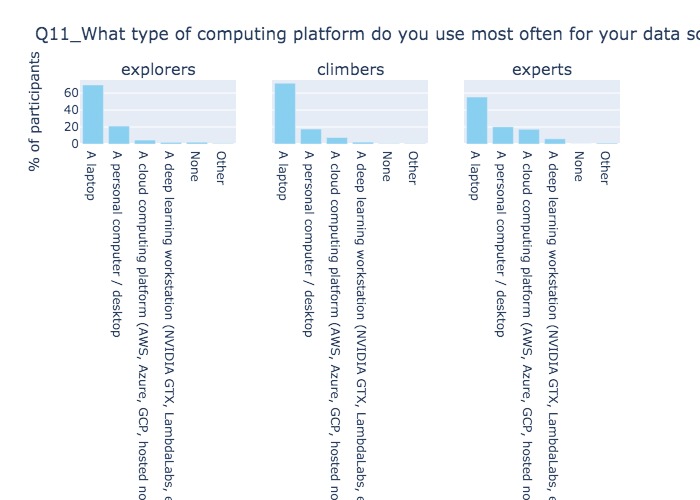 Q11_What type of computing platform do you use most often for your data
% of participants
explorers
climbers
experts
60
40
20
0
A laptop
A personal computer / desktop
A cloud computing platform (AWS, Azure, GCP, hosted
A deep learning workstation (NVIDIA GTX, LambdaLabs,
None
Other
A laptop
A personal computer / desktop
A cloud computing platform (AWS, Azure, GCP, hosted
A deep learning workstation (NVIDIA GTX, LambdaLabs,
None
Other
A laptop
A personal computer / desktop
A cloud computing platform (AWS, Azure, GCP, hosted
A deep learning workstation (NVIDIA GTX, LambdaLabs,
None
Other